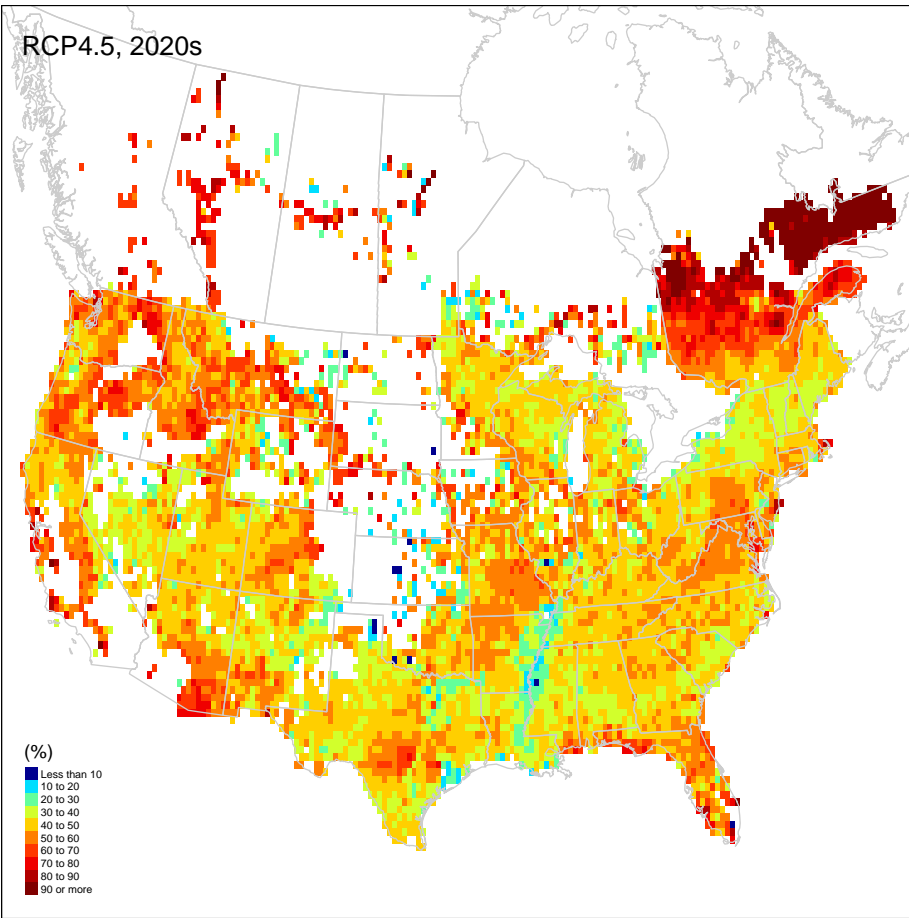 RCP4.5, 2020s
(%)
Less than 10
10 to 20
20 to 30
30 to 40
40 to 50
50 to 60
60 to 70
70 to 80
80 to 90
90 or more